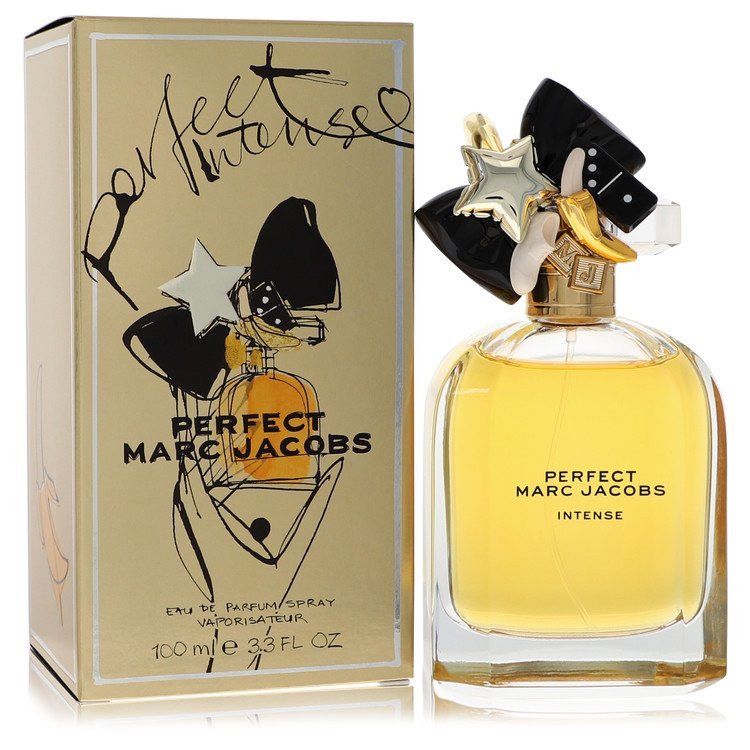 perfect
intense
PERFECT
MARC JACOBS
EAU DE PARFUM SPRAY
VAPORISATEUR
100 ml e 3.3 FL OZ
MJ
PERFECT
MARC JACOBS
INTENSE